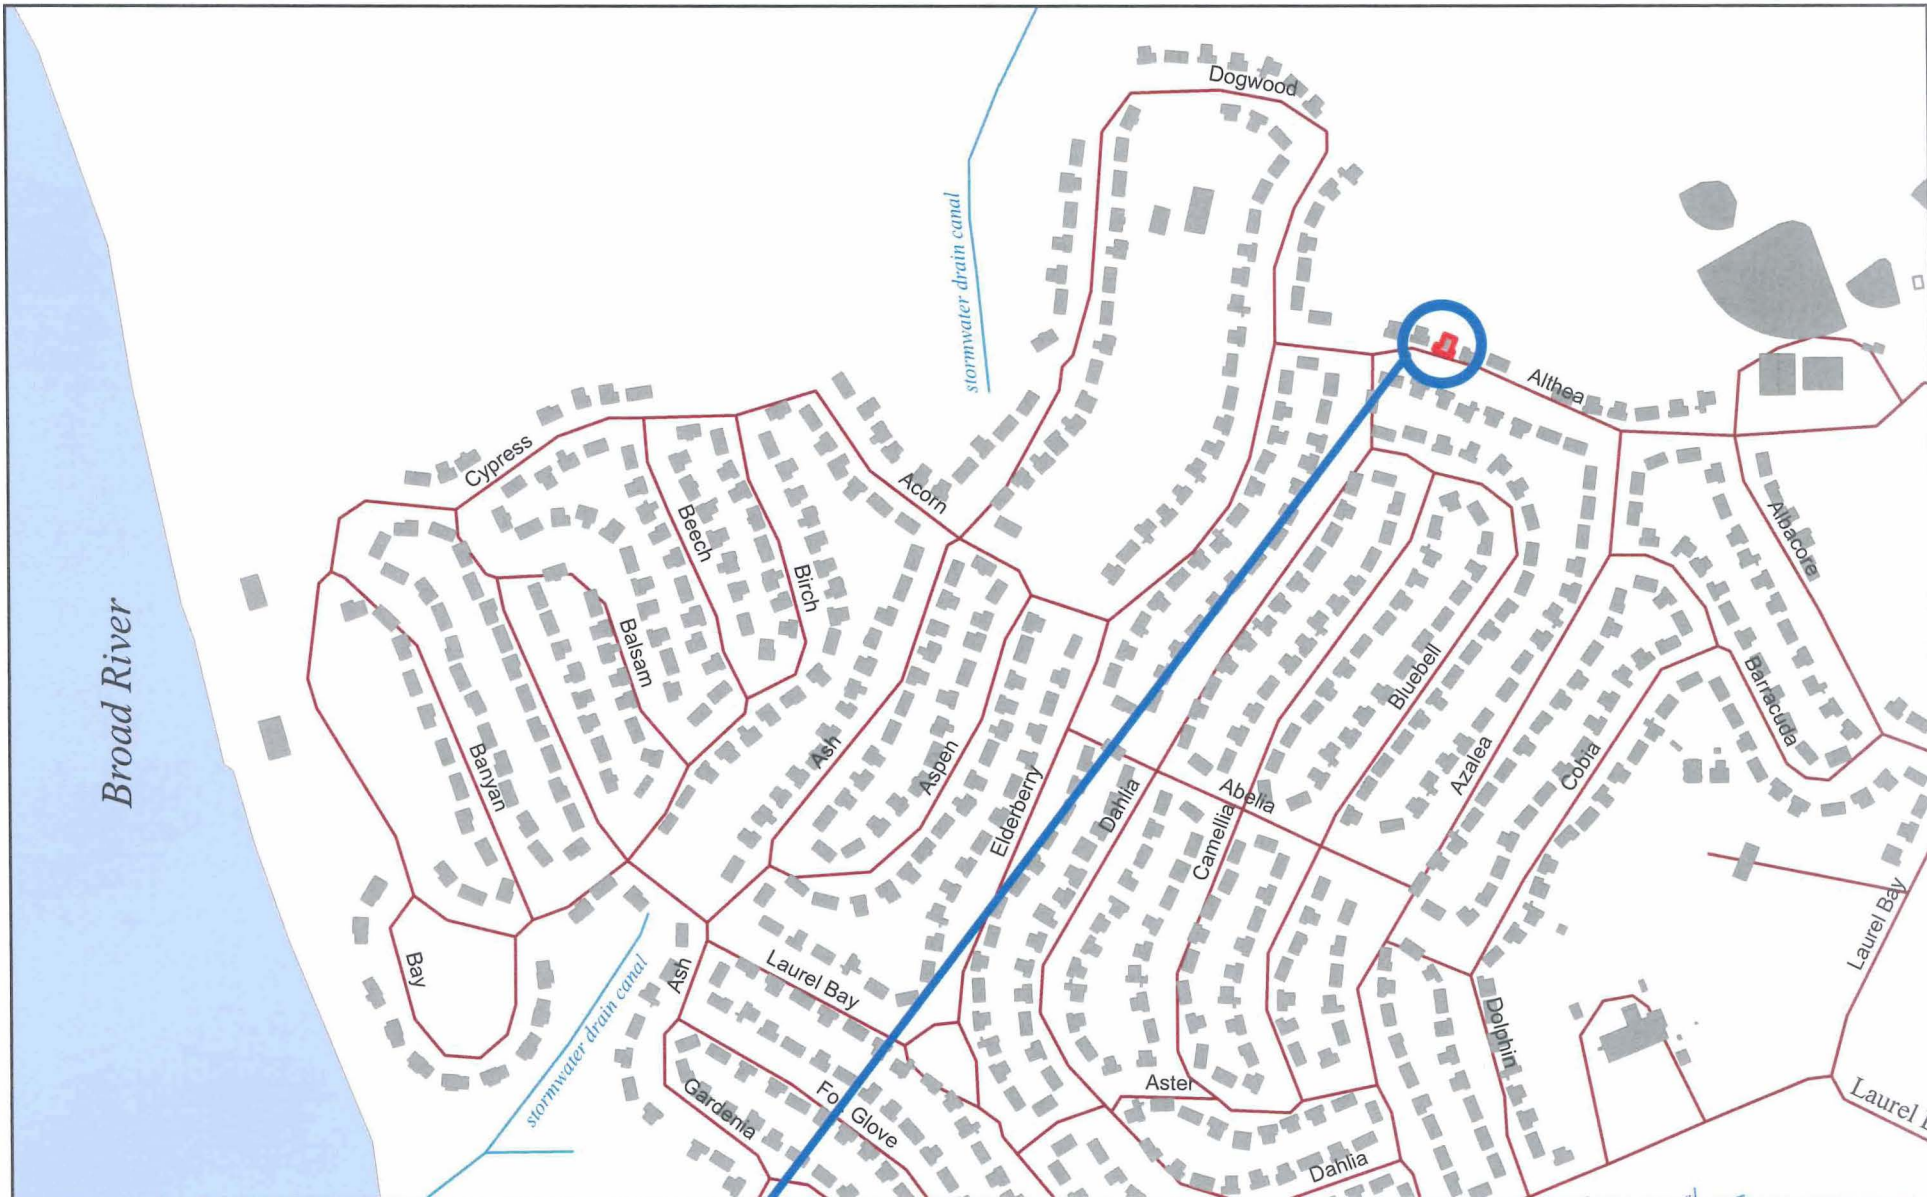 Dogwood
stormwater drain canal
Althea
Cypress
Acorn
Beech
Albacore
Birch
Broad River
Balsam
Bluebell
Barracuda
Ash
Banyan
Aspen
Azalea
Cobia
Elderberry
Dahlia
Abelia
Camellia
Laurel Bay
Bay
Ash
Laurel Bay
stormwater drain canal
Dolphin
Aster
Gardenia
Glove
Laurel
Dahlia